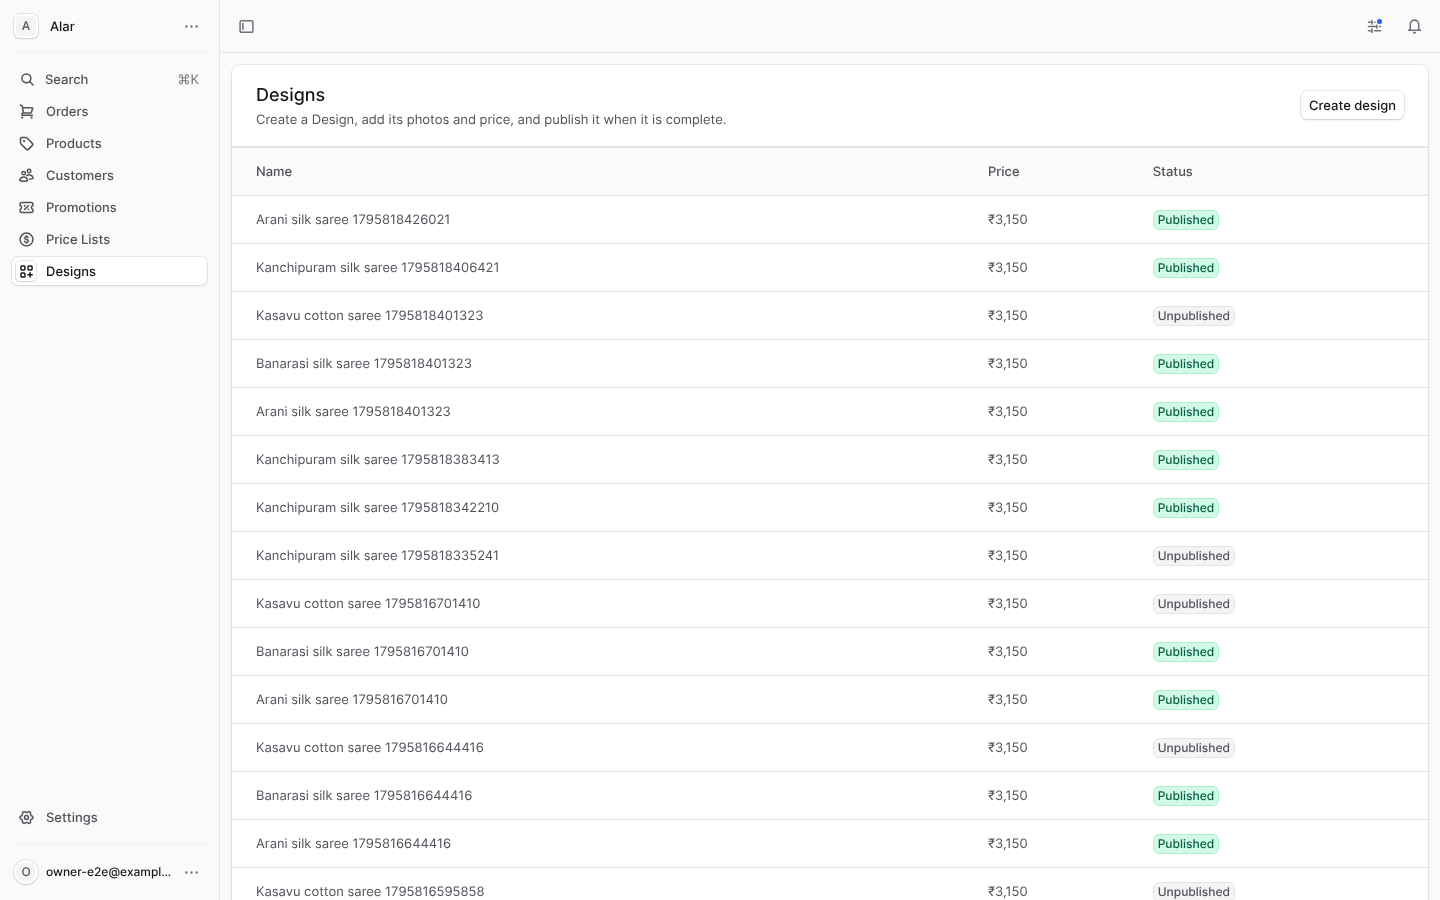 A Alar
Search ⌘K
Orders
Products
Customers
Promotions
Price Lists
Designs
Settings
O owner-e2e@exampl...
Designs
Create a Design, add its photos and price, and publish it when it is complete.
Create design
Name Price Status
Arani silk saree 1795818426021 ₹3,150 Published
Kanchipuram silk saree 1795818406421 ₹3,150 Published
Kasavu cotton saree 1795818401323 ₹3,150 Unpublished
Banarasi silk saree 1795818401323 ₹3,150 Published
Arani silk saree 1795818401323 ₹3,150 Published
Kanchipuram silk saree 1795818383413 ₹3,150 Published
Kanchipuram silk saree 1795818342210 ₹3,150 Published
Kanchipuram silk saree 1795818335241 ₹3,150 Unpublished
Kasavu cotton saree 1795816701410 ₹3,150 Unpublished
Banarasi silk saree 1795816701410 ₹3,150 Published
Arani silk saree 1795816701410 ₹3,150 Published
Kasavu cotton saree 1795816644416 ₹3,150 Unpublished
Banarasi silk saree 1795816644416 ₹3,150 Published
Arani silk saree 1795816644416 ₹3,150 Published
Kasavu cotton saree 1795816595858 ₹3,150 Unpublished